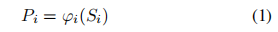 P_i = φ_i(S_i) (1)